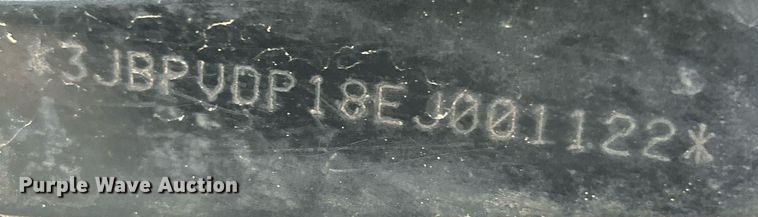 *3JBPVDP18EJ001122*
Purple Wave Auction